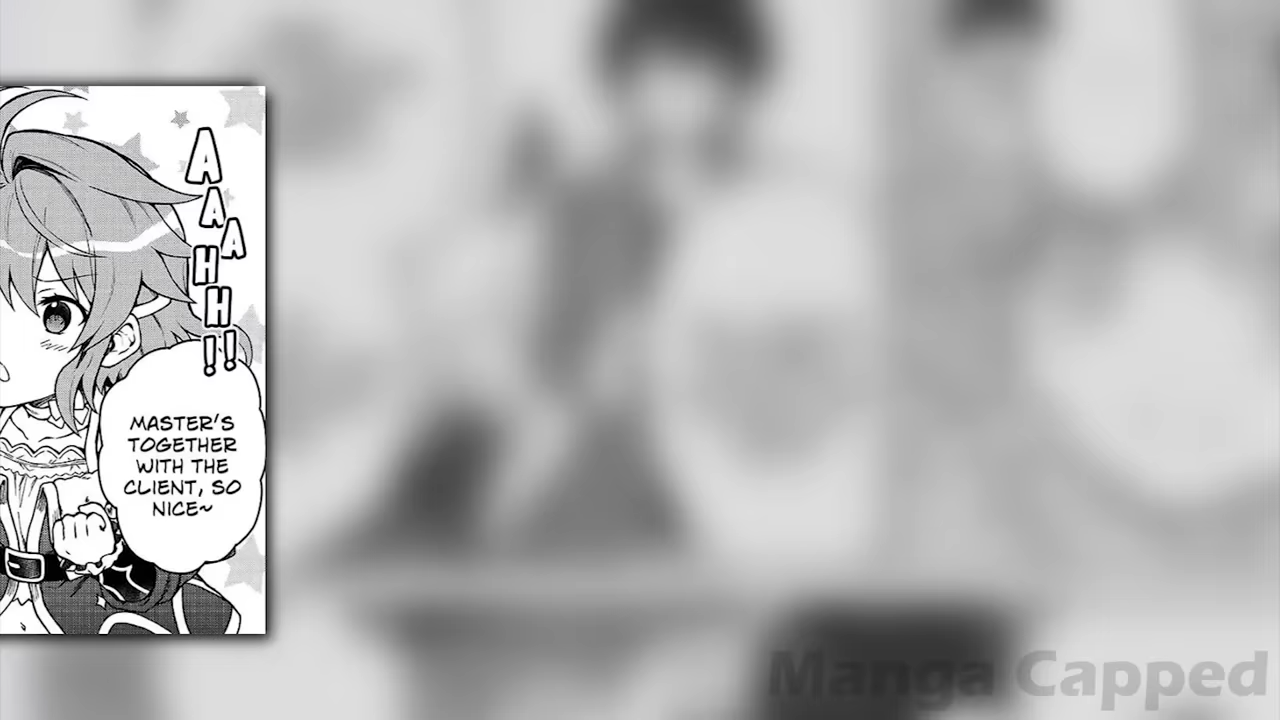 AAAHH!!
MASTER'S
TOGETHER
WITH THE
CLIENT, SO
NICE~
Manga Capped